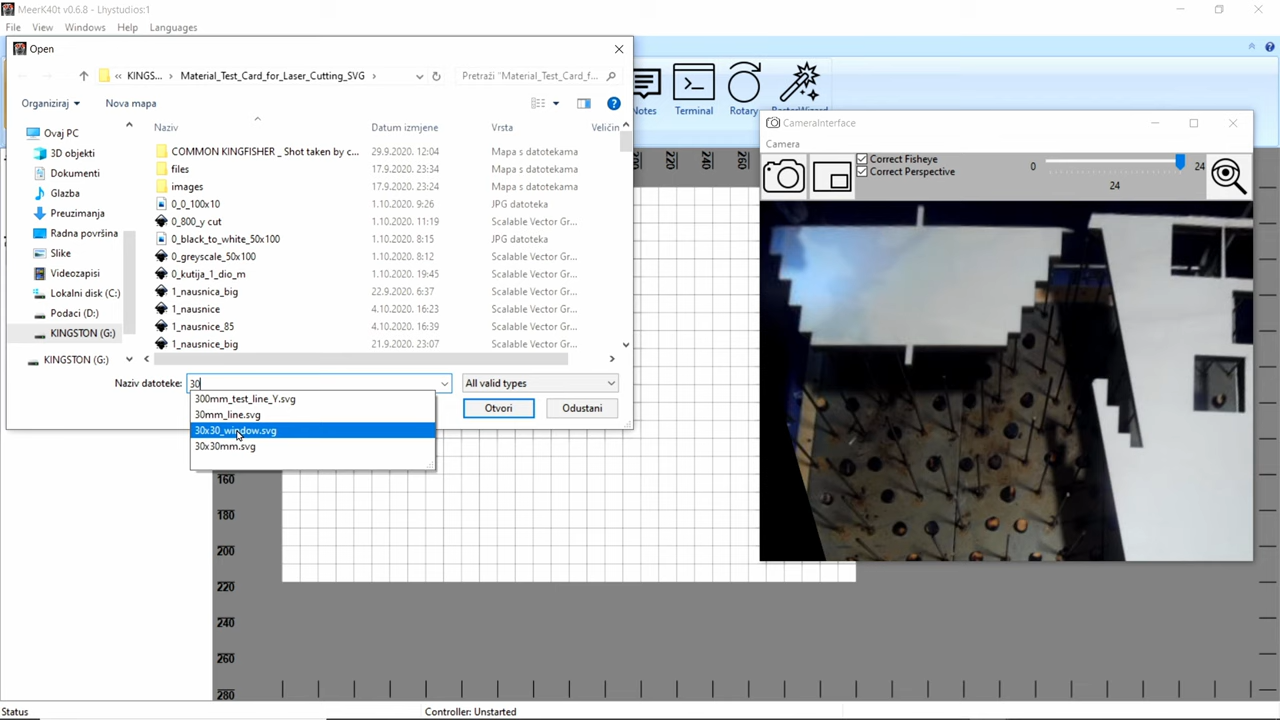 MeerK40t v0.6.8 - Lhystudios:1
File View Windows Help Languages
Open
« KINGS... › Material_Test_Card_for_Laser_Cutting_SVG ›
Pretraži "Material_Test_Card_f...
Organiziraj
Nova mapa
Naziv
Datum izmjene
Vrsta
Veličin
Ovaj PC
3D objekti
Dokumenti
Glazba
Preuzimanja
Radna površina
Slike
Videozapisi
Lokalni disk (C:)
Podaci (D:)
KINGSTON (G:)
KINGSTON (G:)
COMMON KINGFISHER _ Shot taken by c... 29.9.2020. 12:04 Mapa s datotekama
files 17.9.2020. 23:34 Mapa s datotekama
images 17.9.2020. 23:24 Mapa s datotekama
0_0_100x10 1.10.2020. 9:26 JPG datoteka
0_800_y cut 1.10.2020. 11:19 Scalable Vector Gr...
0_black_to_white_50x100 1.10.2020. 8:15 JPG datoteka
0_greyscale_50x100 1.10.2020. 8:12 Scalable Vector Gr...
0_kutija_1_dio_m 1.10.2020. 19:45 Scalable Vector Gr...
1_nausnica_big 22.9.2020. 6:37 Scalable Vector Gr...
1_nausnice 4.10.2020. 16:23 Scalable Vector Gr...
1_nausnice_85 4.10.2020. 16:39 Scalable Vector Gr...
1_nausnice_big 21.9.2020. 23:07 Scalable Vector Gr...
Naziv datoteke: 30
All valid types
300mm_test_line_Y.svg
30mm_line.svg
30x30_window.svg
30x30mm.svg
Otvori
Odustani
Notes
Terminal
Rotary
RasterWizard
CameraInterface
Camera
Correct Fisheye
Correct Perspective
0
24
24
220
240
260
160
180
200
220
240
260
280
Status
Controller: Unstarted